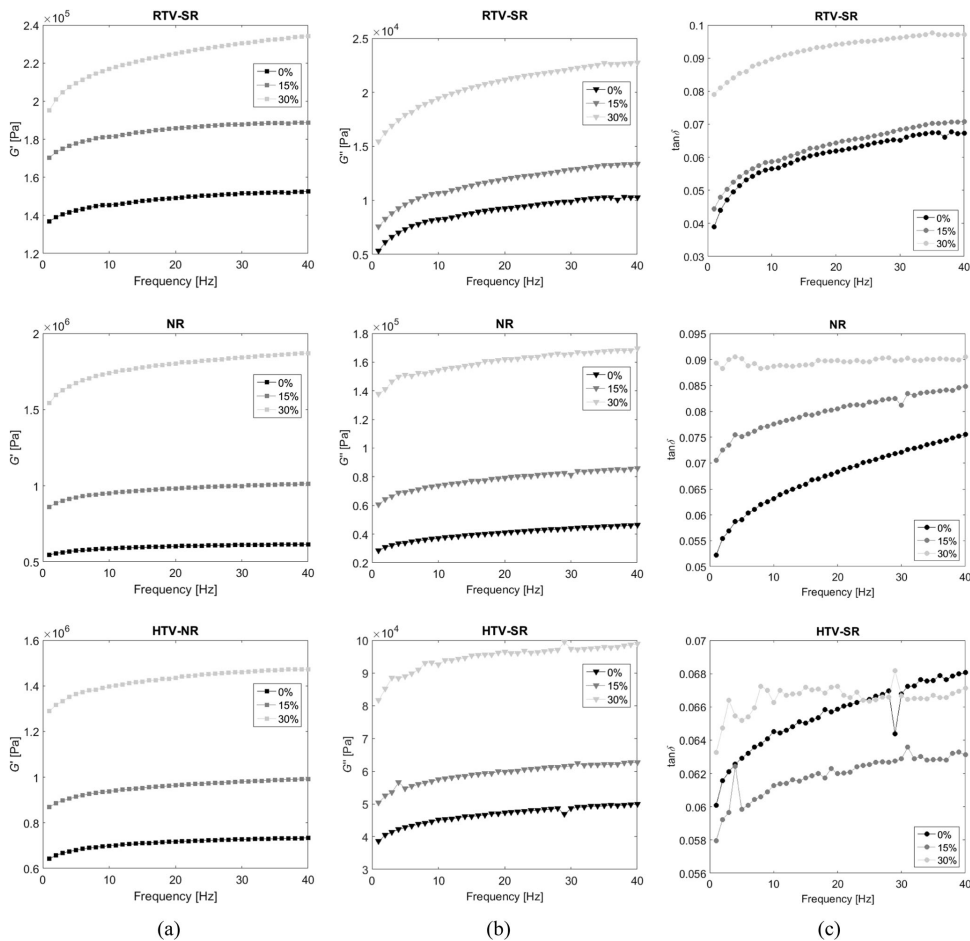 RTV-SR
× 10⁵
2.4
2.2
2
1.8
1.6
1.4
1.2
G' [Pa]
0 10 20 30 40
Frequency [Hz]
0%
15%
30%
RTV-SR
× 10⁴
2.5
2
1.5
1
0.5
G'' [Pa]
0 10 20 30 40
Frequency [Hz]
0%
15%
30%
RTV-SR
0.1
0.09
0.08
0.07
0.06
0.05
0.04
0.03
tanδ
0 10 20 30 40
Frequency [Hz]
0%
15%
30%
NR
× 10⁶
2
1.5
1
0.5
G' [Pa]
0 10 20 30 40
Frequency [Hz]
0%
15%
30%
NR
× 10⁵
1.8
1.6
1.4
1.2
1
0.8
0.6
0.4
0.2
G'' [Pa]
0 10 20 30 40
Frequency [Hz]
0%
15%
30%
NR
0.095
0.09
0.085
0.08
0.075
0.07
0.065
0.06
0.055
0.05
tanδ
0 10 20 30 40
Frequency [Hz]
0%
15%
30%
HTV-NR
× 10⁶
1.6
1.4
1.2
1
0.8
0.6
G' [Pa]
0 10 20 30 40
Frequency [Hz]
0%
15%
30%
HTV-SR
× 10⁴
10
9
8
7
6
5
4
3
G'' [Pa]
0 10 20 30 40
Frequency [Hz]
0%
15%
30%
HTV-SR
0.07
0.068
0.066
0.064
0.062
0.06
0.058
0.056
tanδ
0 10 20 30 40
Frequency [Hz]
0%
15%
30%
(a)
(b)
(c)